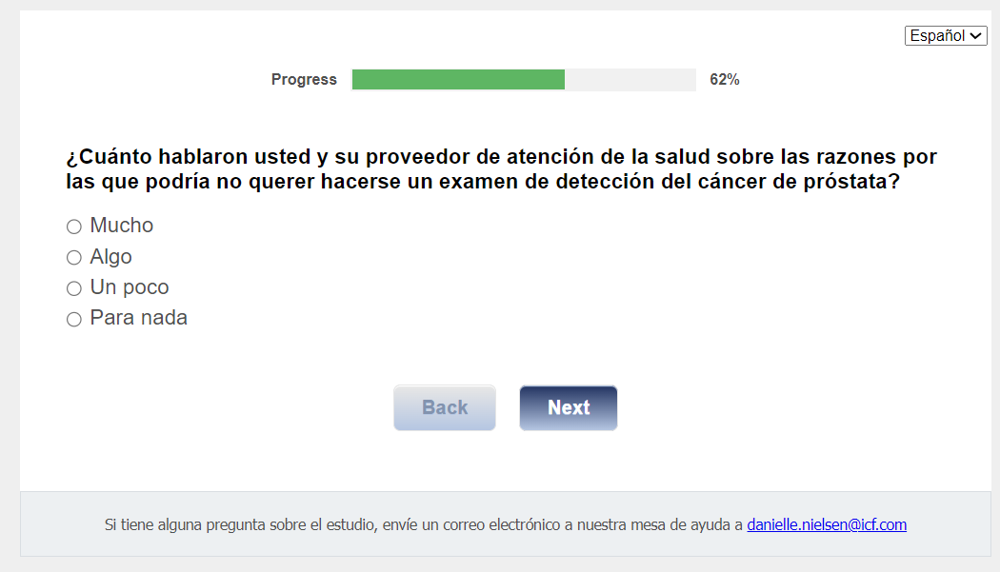 Español
Progress 62%
¿Cuánto hablaron usted y su proveedor de atención de la salud sobre las razones por
las que podría no querer hacerse un examen de detección del cáncer de próstata?
Mucho
Algo
Un poco
Para nada
Back Next
Si tiene alguna pregunta sobre el estudio, envíe un correo electrónico a nuestra mesa de ayuda a danielle.nielsen@icf.com